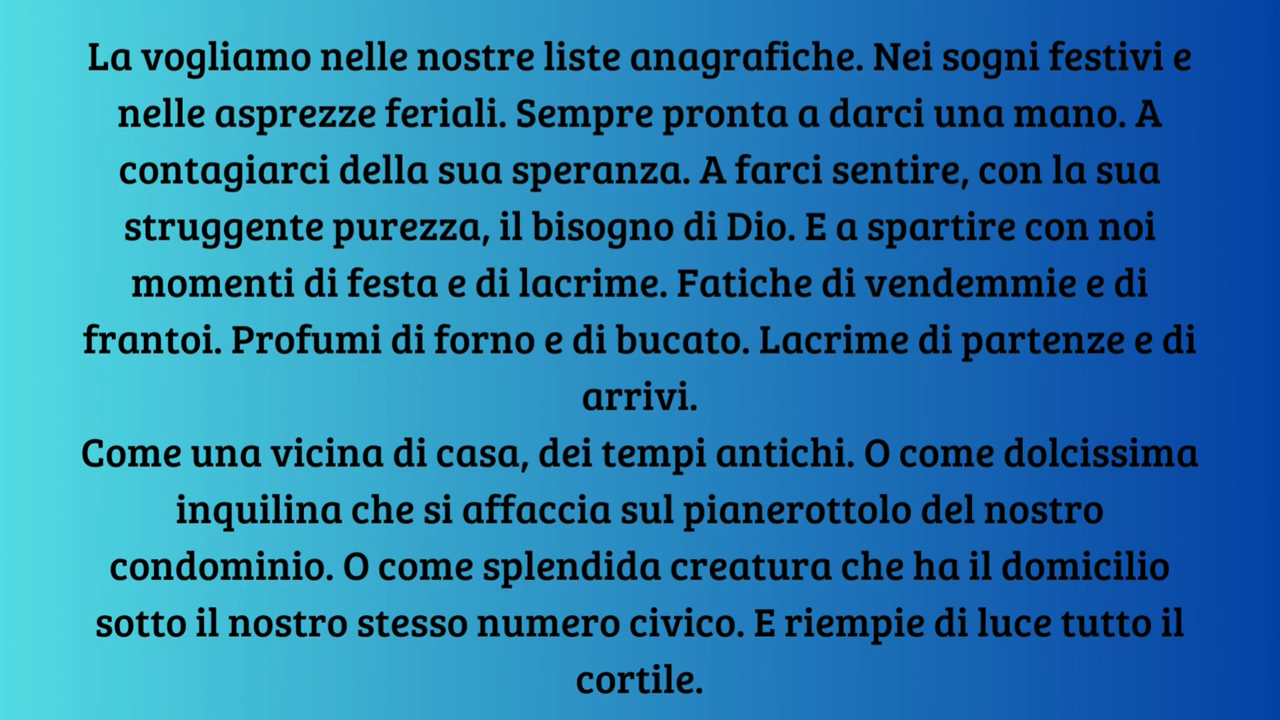 La vogliamo nelle nostre liste anagrafiche. Nei sogni festivi e
nelle asprezze feriali. Sempre pronta a darci una mano. A
contagiarci della sua speranza. A farci sentire, con la sua
struggente purezza, il bisogno di Dio. E a spartire con noi
momenti di festa e di lacrime. Fatiche di vendemmie e di
frantoi. Profumi di forno e di bucato. Lacrime di partenze e di
arrivi.
Come una vicina di casa, dei tempi antichi. O come dolcissima
inquilina che si affaccia sul pianerottolo del nostro
condominio. O come splendida creatura che ha il domicilio
sotto il nostro stesso numero civico. E riempie di luce tutto il
cortile.